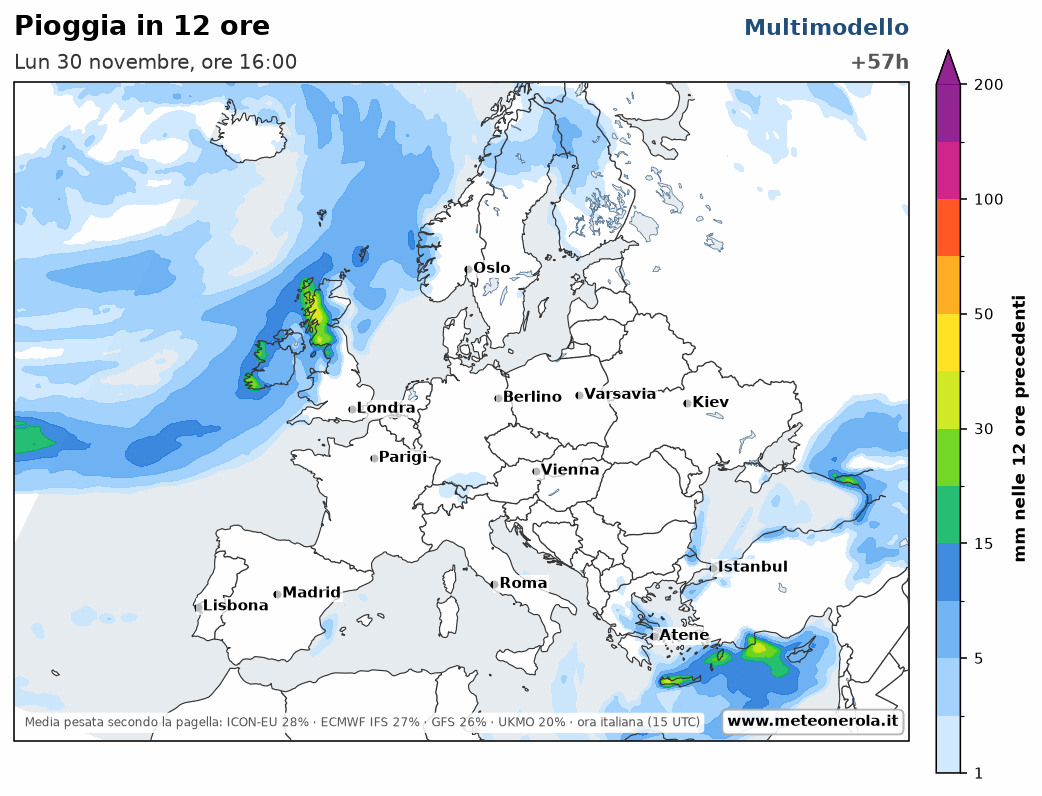 Pioggia in 12 ore
Multimodello
Lun 30 novembre, ore 16:00
+57h
200
100
50
30
15
5
1
mm nelle 12 ore precedenti
Oslo
Berlino
Varsavia
Kiev
Londra
Parigi
Vienna
Istanbul
Roma
Madrid
Lisbona
Atene
Media pesata secondo la pagella: ICON-EU 28% · ECMWF IFS 27% · GFS 26% · UKMO 20% · ora italiana (15 UTC)
www.meteonerola.it